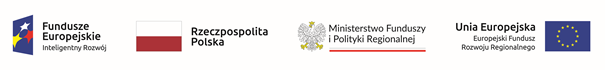 Fundusze
Europejskie
Inteligentny Rozwój
Rzeczpospolita
Polska
Ministerstwo Funduszy
i Polityki Regionalnej
Unia Europejska
Europejski Fundusz
Rozwoju Regionalnego